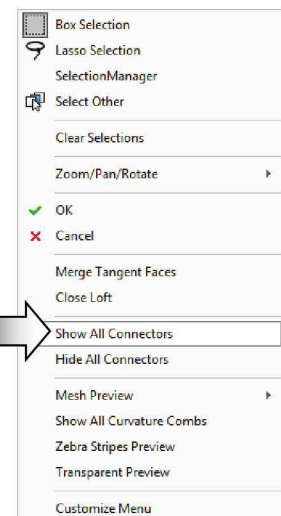 Box Selection
Lasso Selection
SelectionManager
Select Other
Clear Selections
Zoom/Pan/Rotate
OK
Cancel
Merge Tangent Faces
Close Loft
Show All Connectors
Hide All Connectors
Mesh Preview
Show All Curvature Combs
Zebra Stripes Preview
Transparent Preview
Customize Menu